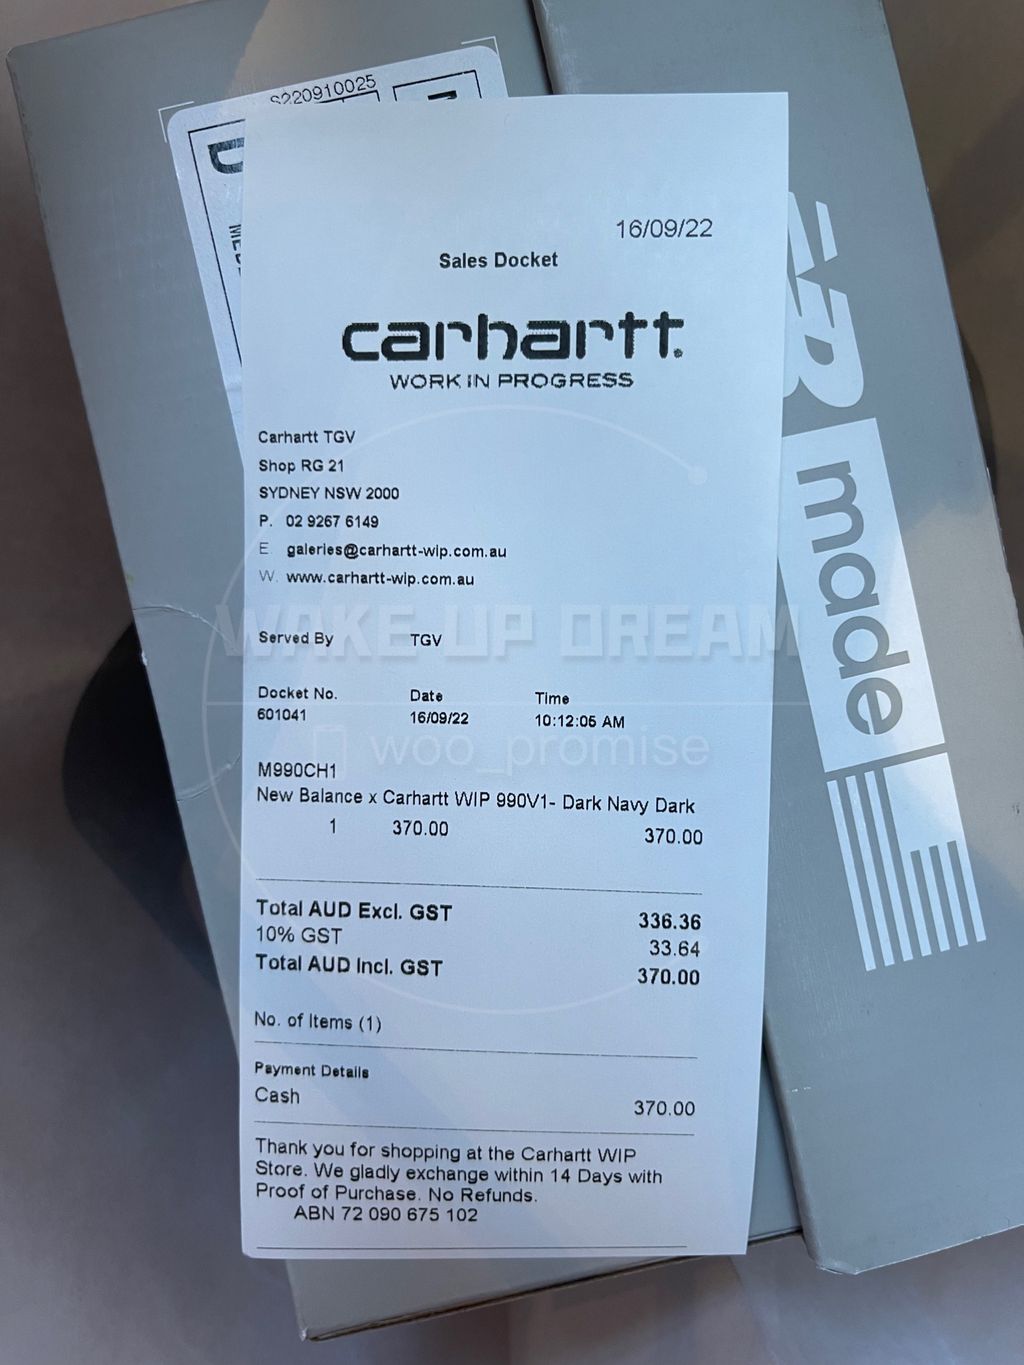 S220910025
16/09/22
Sales Docket
carhartt.
WORK IN PROGRESS
Carhartt TGV
Shop RG 21
SYDNEY NSW 2000
P. 02 9267 6149
E galeries@carhartt-wip.com.au
W. www.carhartt-wip.com.au
WAKE UP DREAM
Served By TGV
Docket No. Date Time
601041 16/09/22 10:12:05 AM
woo_promise
M990CH1
New Balance x Carhartt WIP 990V1- Dark Navy Dark
1 370.00 370.00
Total AUD Excl. GST 336.36
10% GST 33.64
Total AUD Incl. GST 370.00
No. of Items (1)
Payment Details
Cash 370.00
Thank you for shopping at the Carhartt WIP
Store. We gladly exchange within 14 Days with
Proof of Purchase. No Refunds.
ABN 72 090 675 102
made